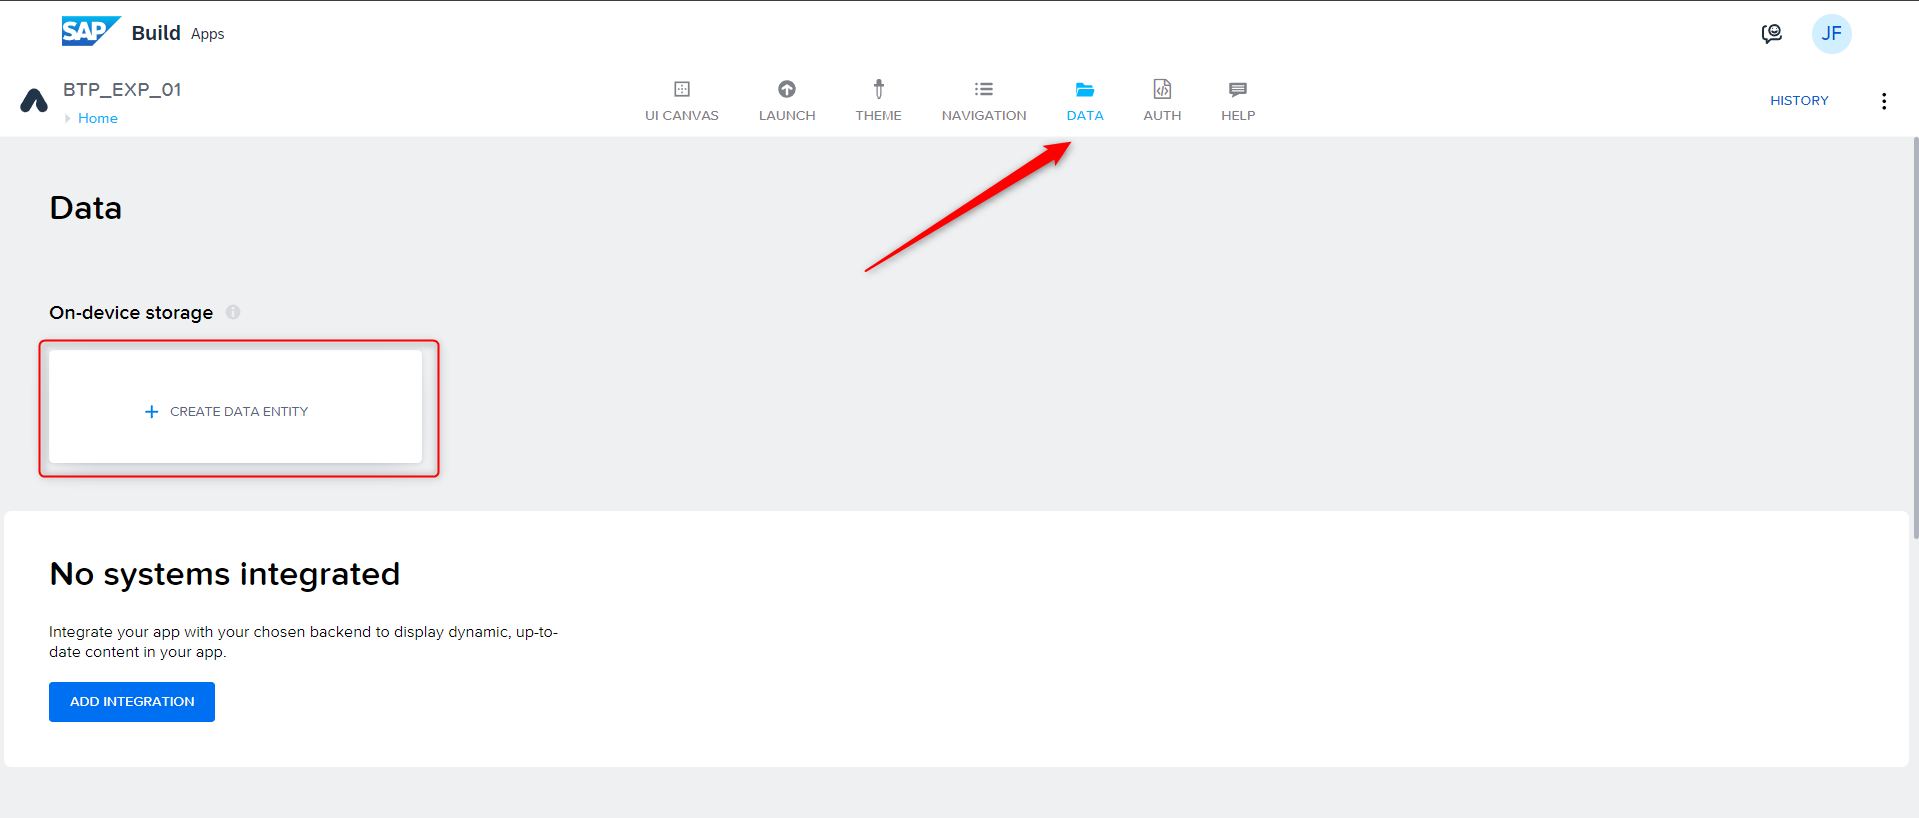 SAP Build Apps
JF
BTP_EXP_01
Home
UI CANVAS
LAUNCH
THEME
NAVIGATION
DATA
AUTH
HELP
HISTORY
Data
On-device storage
+ CREATE DATA ENTITY
No systems integrated
Integrate your app with your chosen backend to display dynamic, up-to-
date content in your app.
ADD INTEGRATION